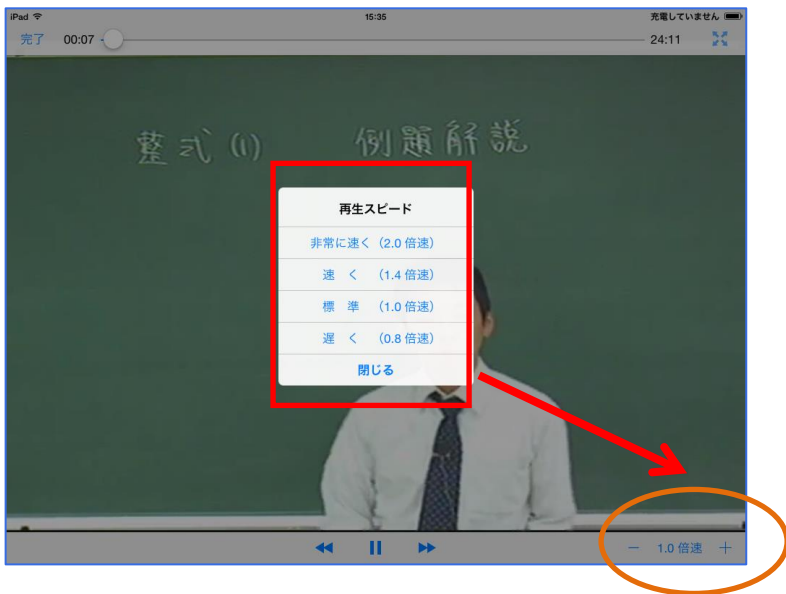 iPad 15:35 充電していません
完了 00:07 24:11
整式(1) 例題解説
再生スピード
非常に速く（2.0 倍速）
速 く （1.4 倍速）
標 準 （1.0 倍速）
遅 く （0.8 倍速）
閉じる
− 1.0 倍速 ＋